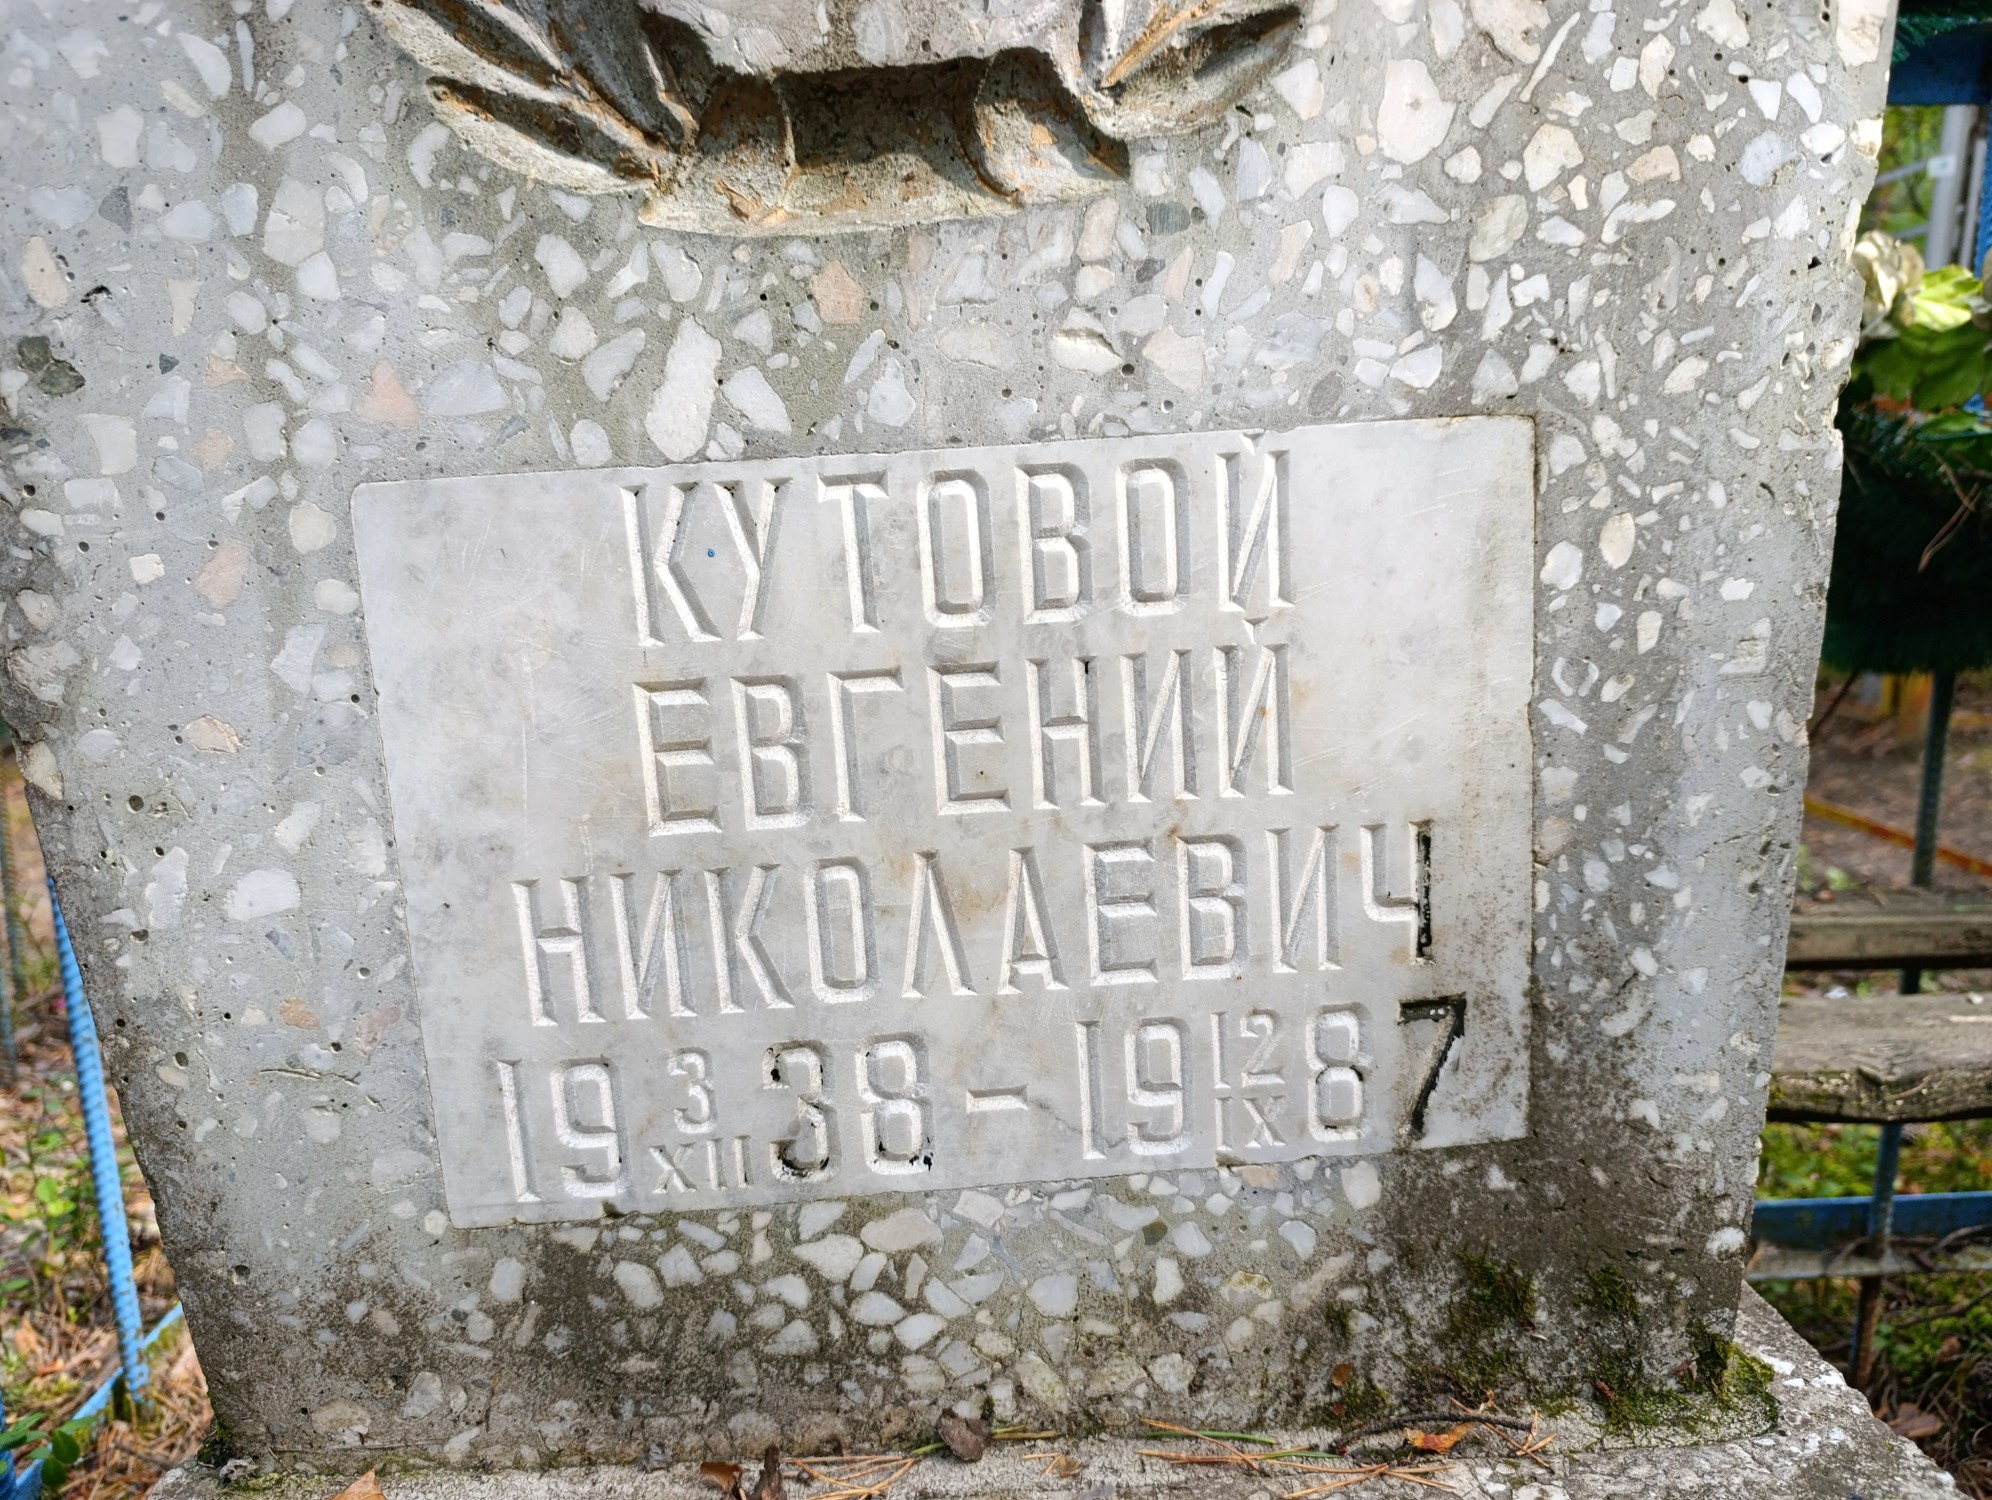 КУТОВОЙ
ЕВГЕНИЙ
НИКОЛАЕВИЧ
19 3/XII 38 - 19 12/IX 87